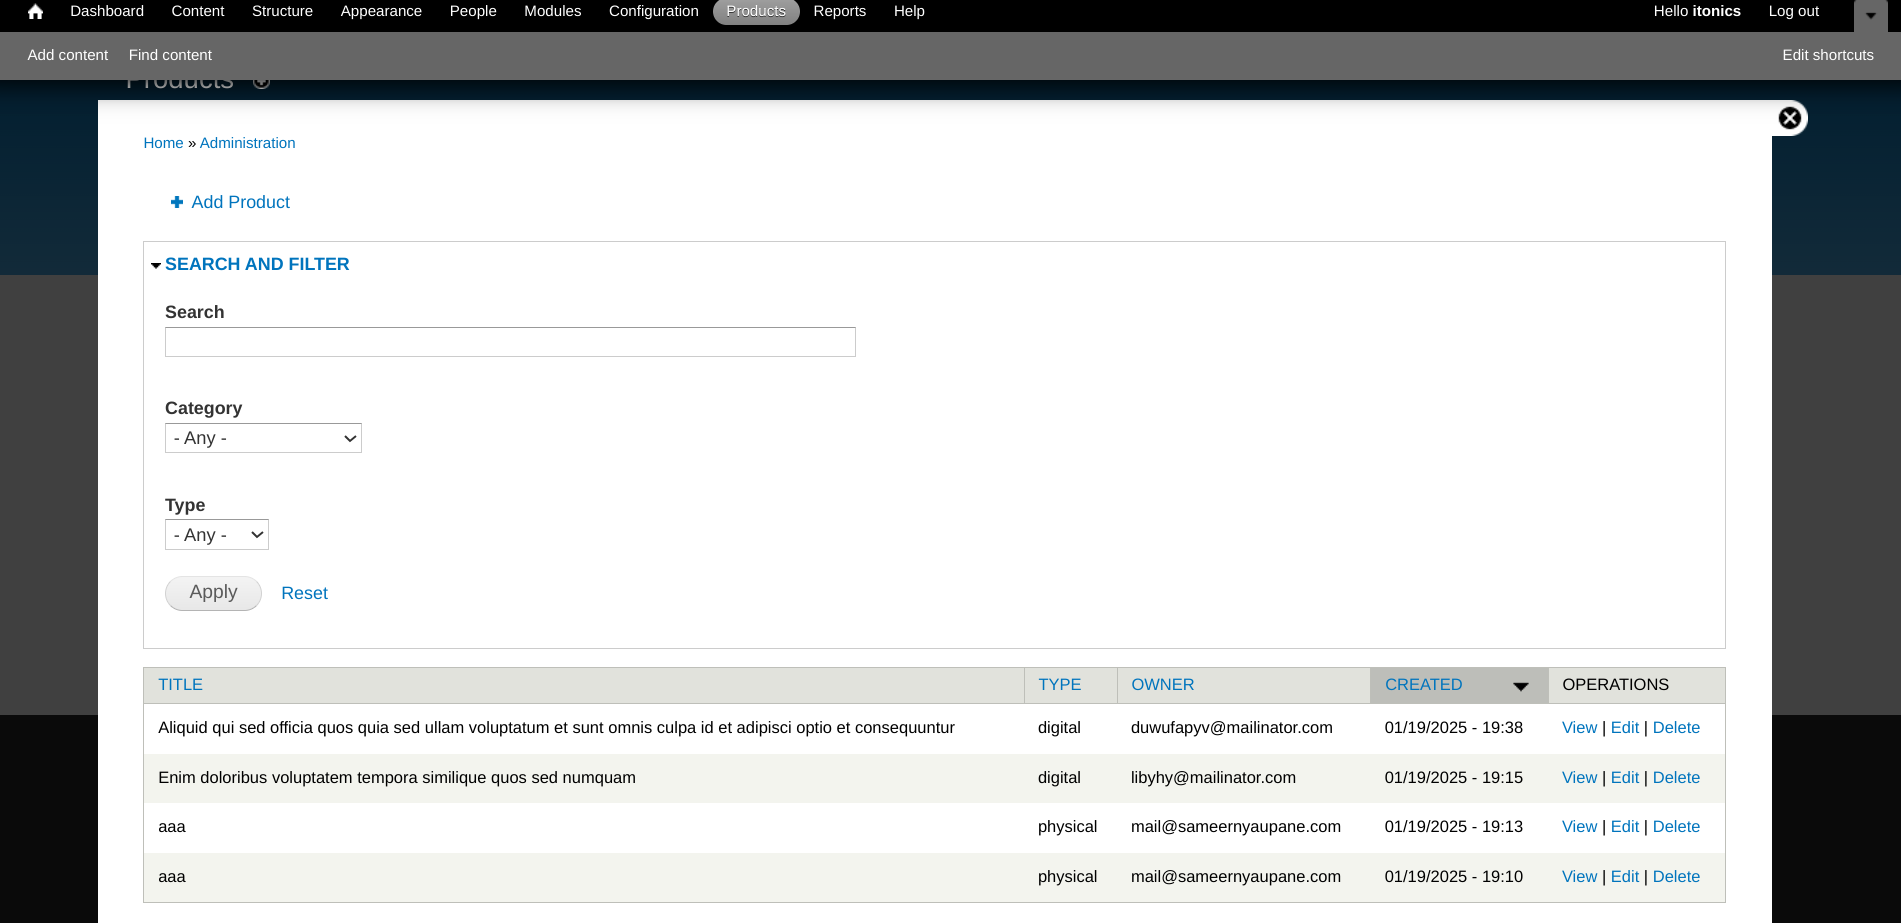 Dashboard Content Structure Appearance People Modules Configuration Products Reports Help Hello itonics Log out
Add content Find content Edit shortcuts
Products
Home » Administration
Add Product
SEARCH AND FILTER
Search
Category
- Any -
Type
- Any -
Apply Reset
TITLE TYPE OWNER CREATED OPERATIONS
Aliquid qui sed officia quos quia sed ullam voluptatum et sunt omnis culpa id et adipisci optio et consequuntur digital duwufapyv@mailinator.com 01/19/2025 - 19:38 View | Edit | Delete
Enim doloribus voluptatem tempora similique quos sed numquam digital libyhy@mailinator.com 01/19/2025 - 19:15 View | Edit | Delete
aaa physical mail@sameernyaupane.com 01/19/2025 - 19:13 View | Edit | Delete
aaa physical mail@sameernyaupane.com 01/19/2025 - 19:10 View | Edit | Delete